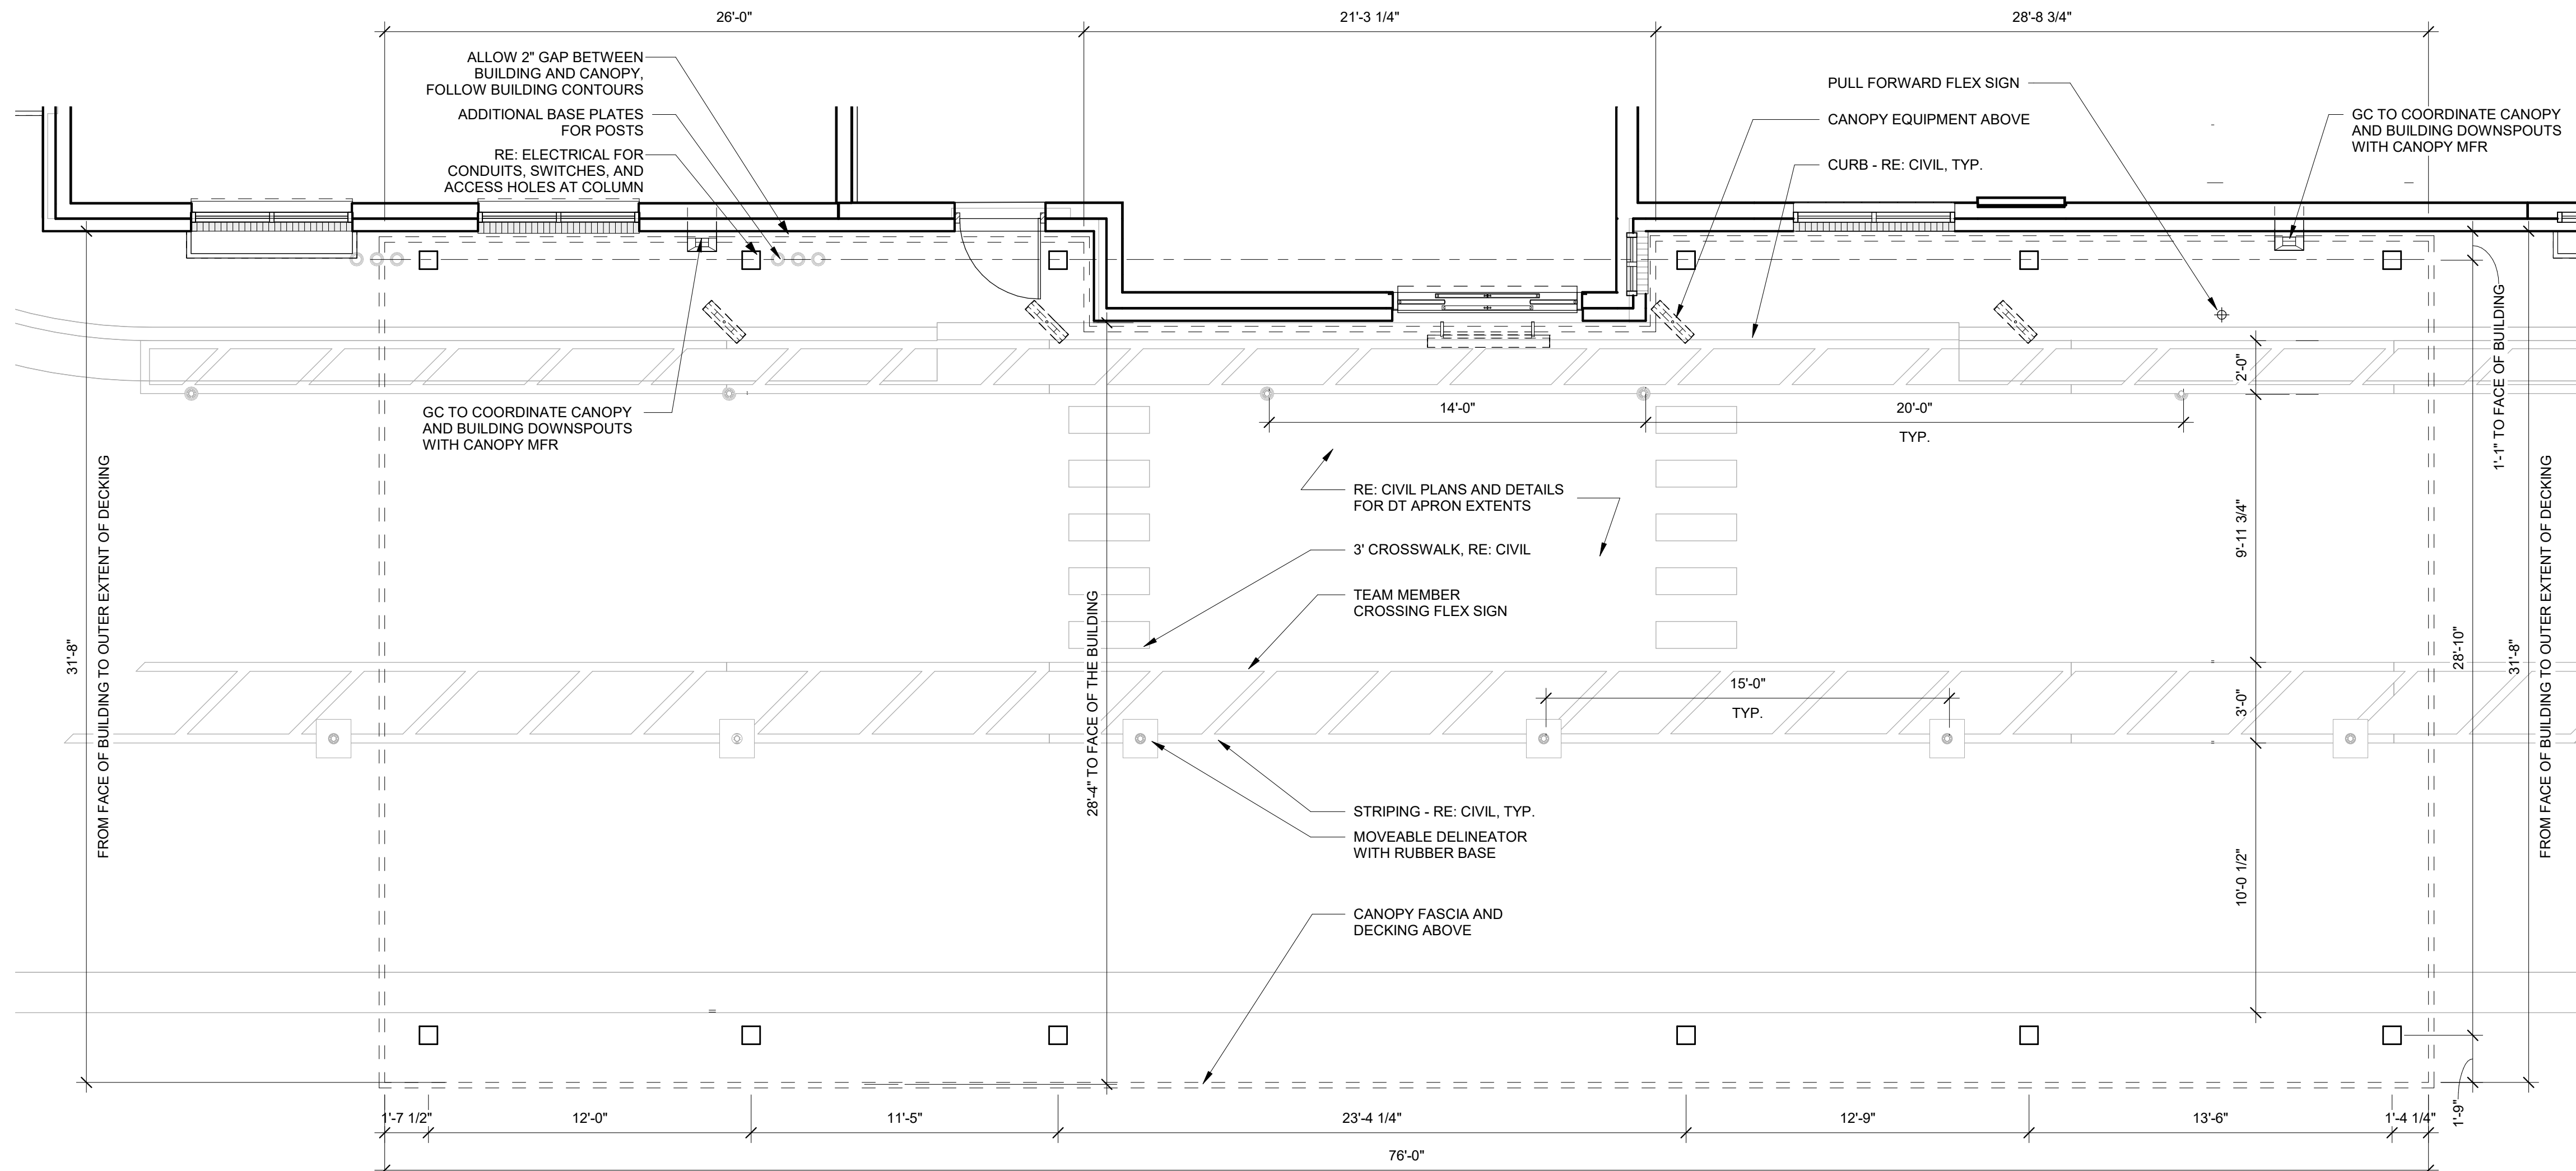 26'-0"
21'-3 1/4"
28'-8 3/4"
ALLOW 2" GAP BETWEEN
BUILDING AND CANOPY,
FOLLOW BUILDING CONTOURS
ADDITIONAL BASE PLATES
FOR POSTS
RE: ELECTRICAL FOR
CONDUITS, SWITCHES, AND
ACCESS HOLES AT COLUMN
PULL FORWARD FLEX SIGN
CANOPY EQUIPMENT ABOVE
CURB - RE: CIVIL, TYP.
GC TO COORDINATE CANOPY
AND BUILDING DOWNSPOUTS
WITH CANOPY MFR
GC TO COORDINATE CANOPY
AND BUILDING DOWNSPOUTS
WITH CANOPY MFR
14'-0"
20'-0"
TYP.
2'-0"
1'-1" TO FACE OF BUILDING
31'-8"
FROM FACE OF BUILDING TO OUTER EXTENT OF DECKING
28'-4" TO FACE OF THE BUILDING
RE: CIVIL PLANS AND DETAILS
FOR DT APRON EXTENTS
3' CROSSWALK, RE: CIVIL
TEAM MEMBER
CROSSING FLEX SIGN
9'-11 3/4"
15'-0"
TYP.
3'-0"
28'-10"
31'-8"
FROM FACE OF BUILDING TO OUTER EXTENT OF DECKING
STRIPING - RE: CIVIL, TYP.
MOVEABLE DELINEATOR
WITH RUBBER BASE
10'-0 1/2"
CANOPY FASCIA AND
DECKING ABOVE
1'-7 1/2"
12'-0"
11'-5"
23'-4 1/4"
12'-9"
13'-6"
1'-4 1/4"
1'-9"
76'-0"